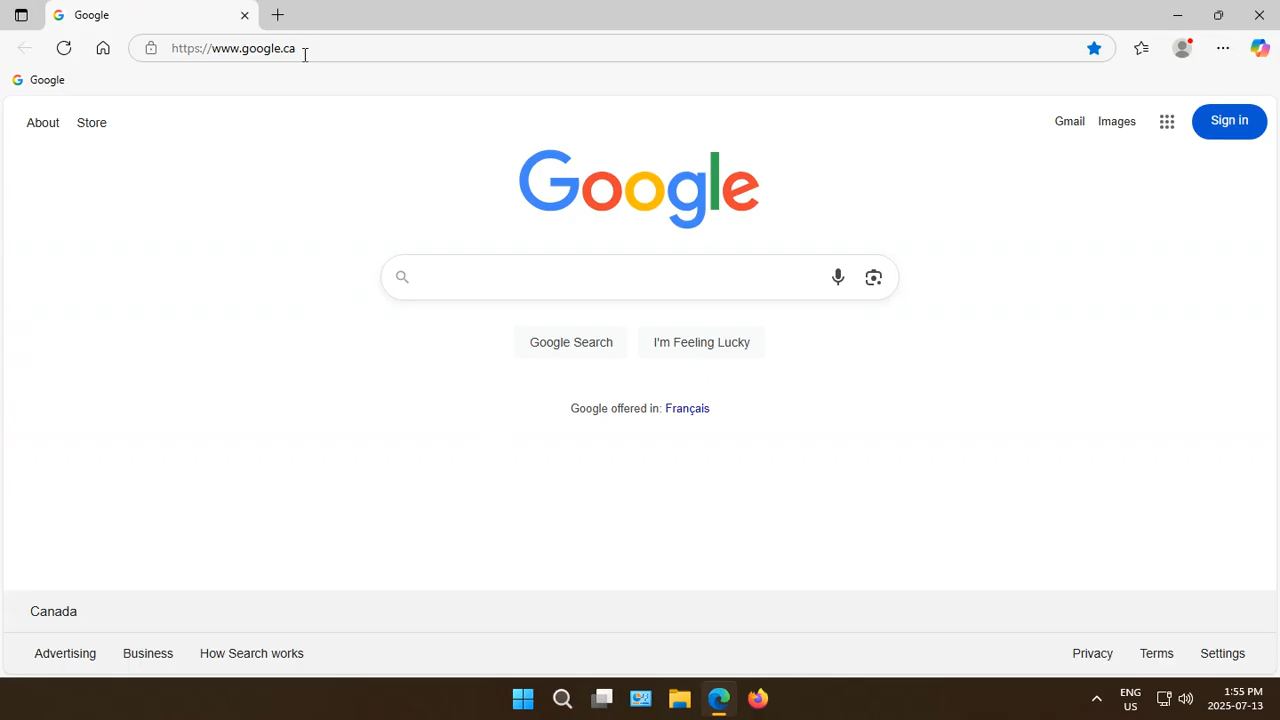 Google
https://www.google.ca
Google
About Store
Gmail Images Sign in
Google
Google Search I'm Feeling Lucky
Google offered in: Français
Canada
Advertising Business How Search works
Privacy Terms Settings
ENG
US
1:55 PM
2025-07-13